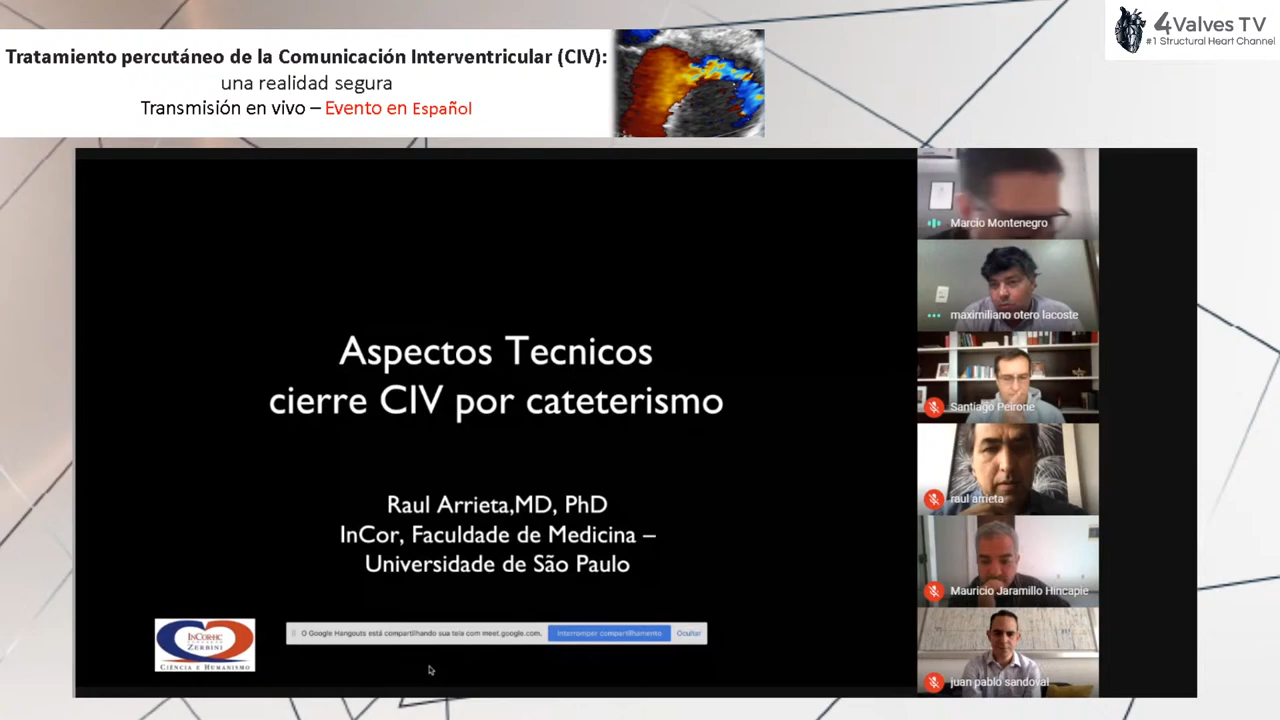 Tratamiento percutáneo de la Comunicación Interventricular (CIV):
una realidad segura
Transmisión en vivo – Evento en Español
4Valves TV
#1 Structural Heart Channel
Aspectos Tecnicos
cierre CIV por cateterismo
Raul Arrieta,MD, PhD
InCor, Faculdade de Medicina –
Universidade de São Paulo
InCor-HC
Zerbini
Ciência e Humanismo
O Google Hangouts está compartilhando sua tela com meet.google.com.
Interromper compartilhamento
Ocultar
Marcio Montenegro
maximiliano otero lacoste
Santiago Peirone
raul arrieta
Mauricio Jaramillo Hincapie
juan pablo sandoval